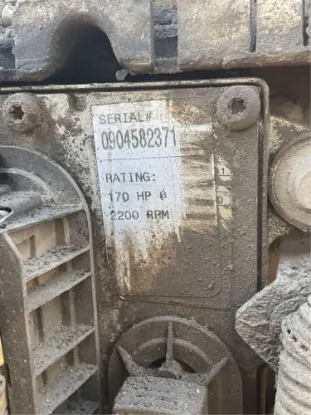 SERIAL#
0904582371
RATING:
170 HP @
2200 RPM